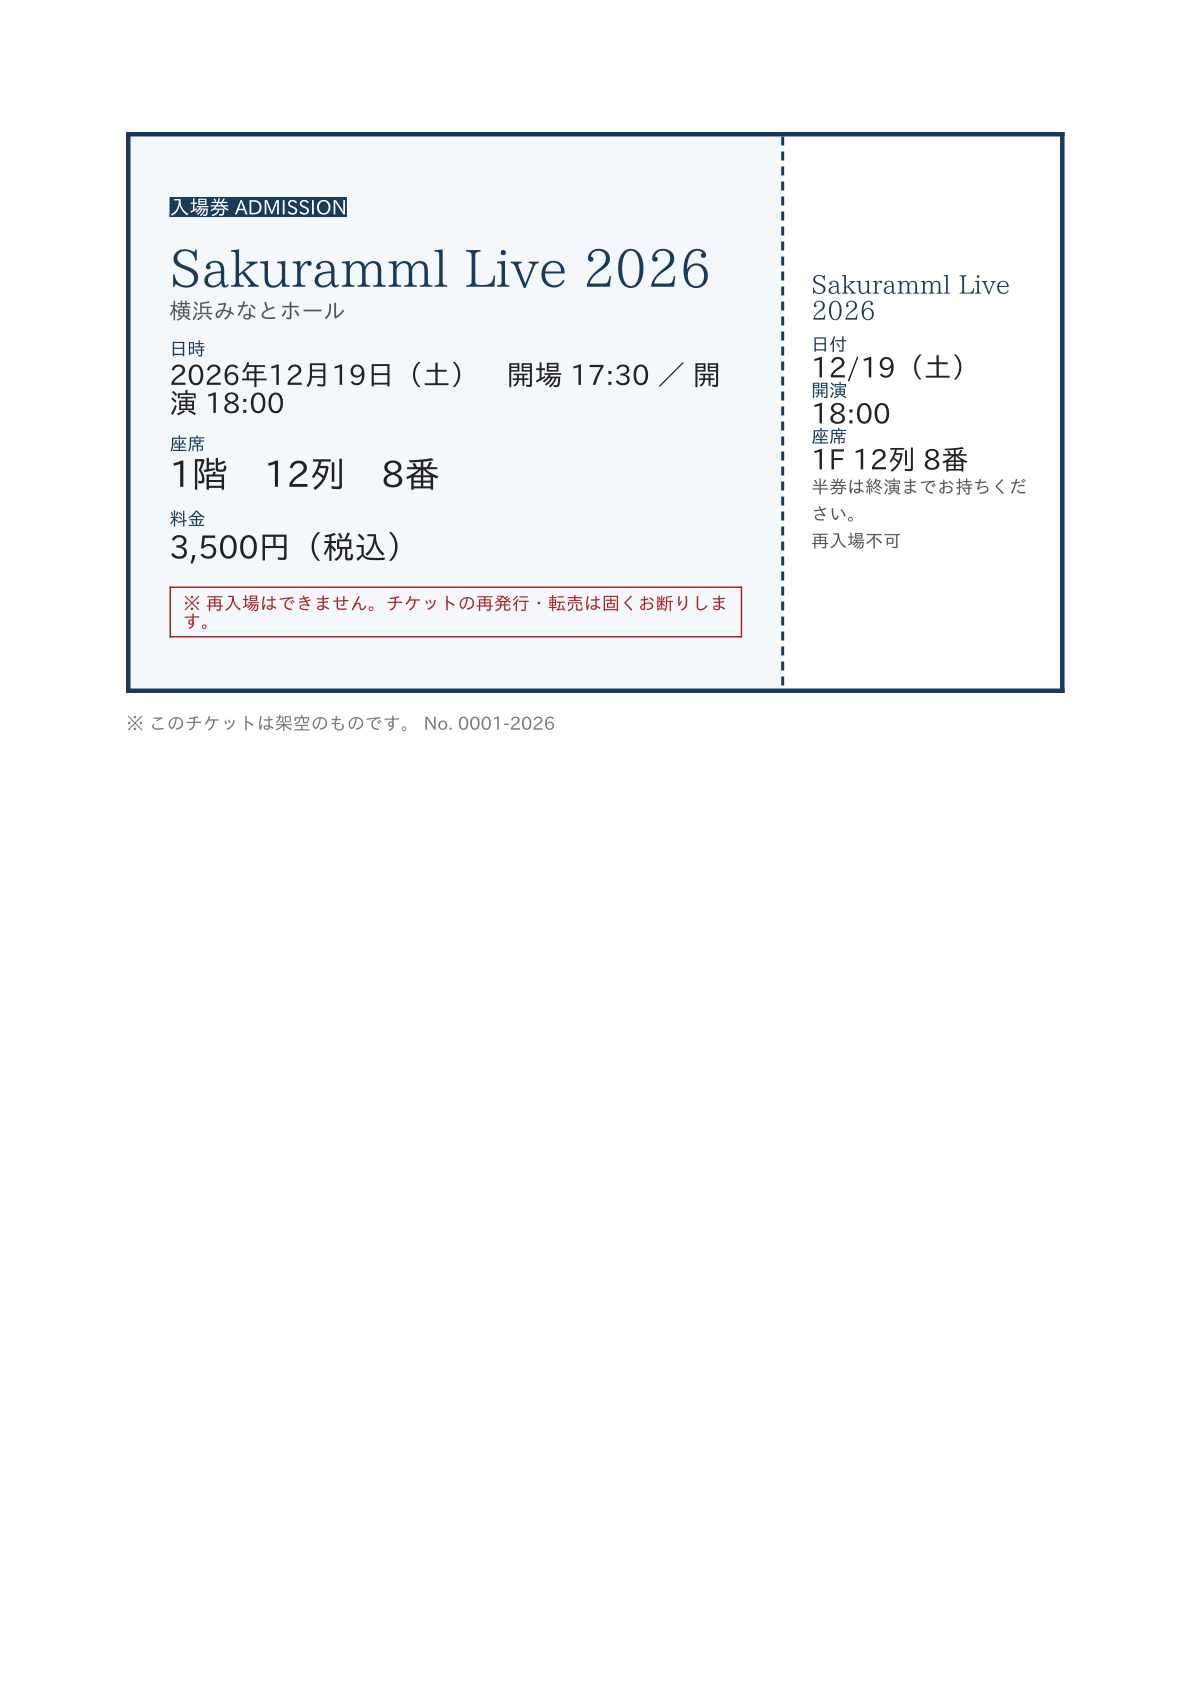 入場券 ADMISSION
Sakuramml Live 2026
横浜みなとホール
日時
2026年12月19日（土）　開場 17:30 ／ 開
演 18:00
座席
1階　12列　8番
料金
3,500円（税込）
※ 再入場はできません。チケットの再発行・転売は固くお断りしま
す。
Sakuramml Live
2026
日付
12/19（土）
開演
18:00
座席
1F 12列 8番
半券は終演までお持ちくだ
さい。
再入場不可
※ このチケットは架空のものです。 No. 0001-2026